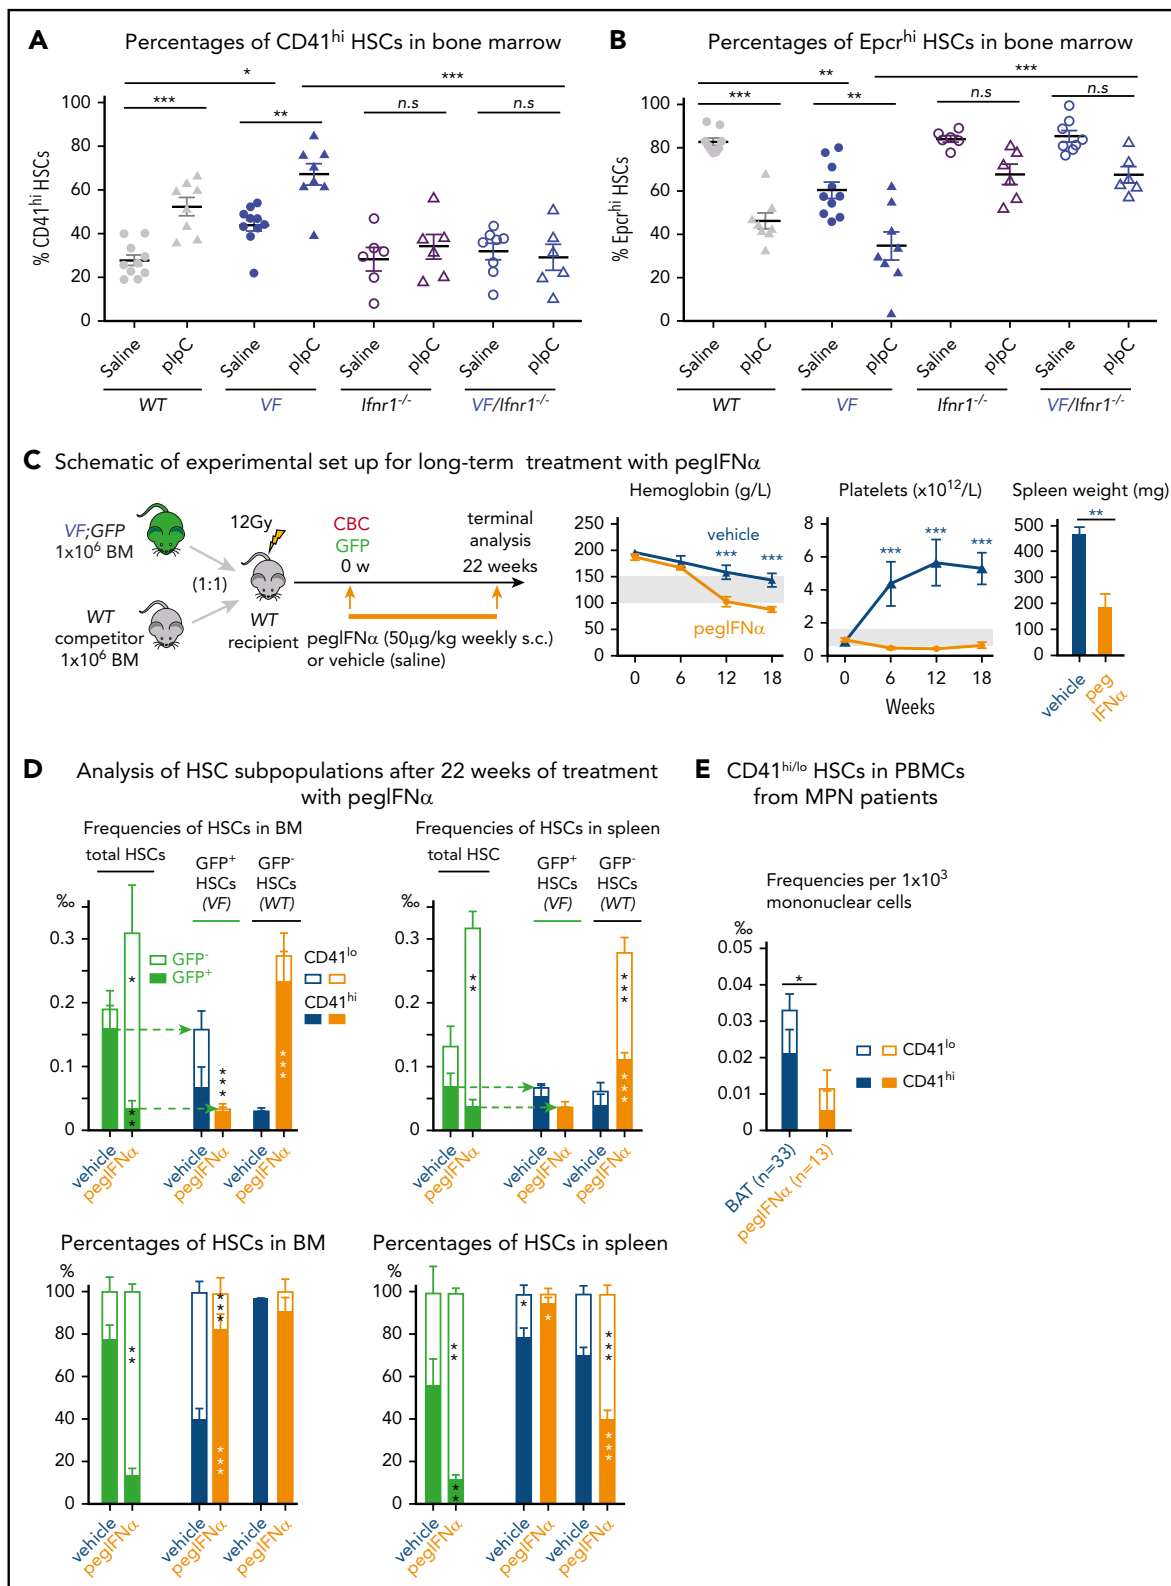 A Percentages of CD41hi HSCs in bone marrow
% CD41hi HSCs
100
80
60
40
20
0
*
***
***
**
n.s
n.s
Saline
pIpC
Saline
pIpC
Saline
pIpC
Saline
pIpC
WT
VF
Ifnr1-/-
VF/Ifnr1-/-
B Percentages of Epcrhi HSCs in bone marrow
% Epcrhi HSCs
100
80
60
40
20
0
**
***
***
**
n.s
n.s
Saline
pIpC
Saline
pIpC
Saline
pIpC
Saline
pIpC
WT
VF
Ifnr1-/-
VF/Ifnr1-/-
C Schematic of experimental set up for long-term treatment with pegIFNα
VF;GFP
1x10⁶ BM
(1:1)
WT
competitor
1x10⁶ BM
12Gy
WT
recipient
CBC
GFP
0 w
terminal
analysis
22 weeks
pegIFNα (50µg/kg weekly s.c.)
or vehicle (saline)
Hemoglobin (g/L)
250
200
150
100
50
0
vehicle
***
***
pegIFNα
0 6 12 18
Platelets (x10¹²/L)
6
4
2
0
***
***
***
0 6 12 18
Weeks
Spleen weight (mg)
500
400
300
200
100
0
**
vehicle
peg
IFNα
D Analysis of HSC subpopulations after 22 weeks of treatment
with pegIFNα
Frequencies of HSCs in BM
total HSCs
GFP+
HSCs
(VF)
GFP-
HSCs
(WT)
‰
0.3
0.2
0.1
0
GFP-
GFP+
CD41lo
CD41hi
*
**
***
***
vehicle
pegIFNα
vehicle
pegIFNα
vehicle
pegIFNα
Frequencies of HSCs in spleen
total HSC
GFP+
HSCs
(VF)
GFP-
HSCs
(WT)
‰
0.3
0.2
0.1
0
**
***
***
vehicle
pegIFNα
vehicle
pegIFNα
vehicle
pegIFNα
Percentages of HSCs in BM
%
100
80
60
40
20
0
**
***
***
vehicle
pegIFNα
vehicle
pegIFNα
vehicle
pegIFNα
Percentages of HSCs in spleen
%
100
80
60
40
20
0
**
**
*
*
***
***
vehicle
pegIFNα
vehicle
pegIFNα
vehicle
pegIFNα
E CD41hi/lo HSCs in PBMCs
from MPN patients
Frequencies per 1x10³
mononuclear cells
‰
0.05
0.04
0.03
0.02
0.01
0
*
CD41lo
CD41hi
BAT (n=33)
pegIFNα (n=13)